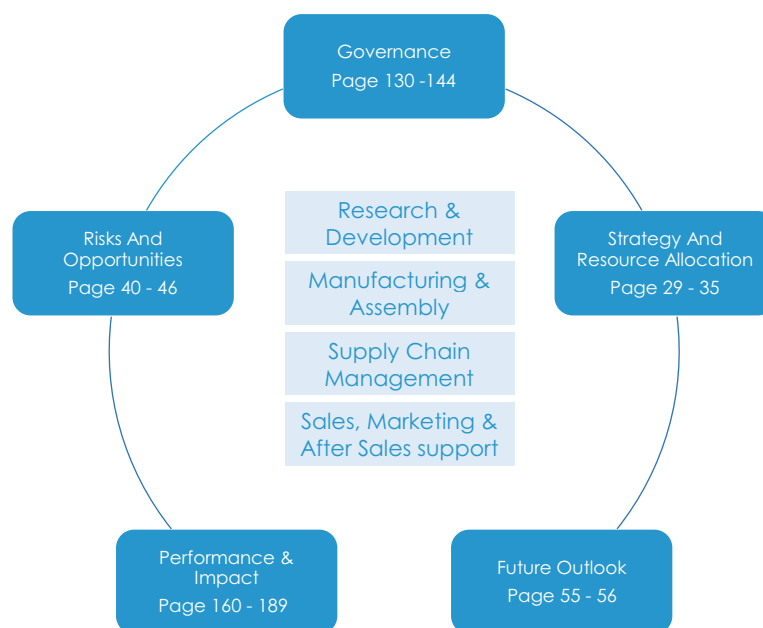 Governance
Page 130 -144
Research &
Development
Risks And
Opportunities
Page 40 - 46
Strategy And
Resource Allocation
Page 29 - 35
Manufacturing &
Assembly
Supply Chain
Management
Sales, Marketing &
After Sales support
Performance &
Impact
Page 160 - 189
Future Outlook
Page 55 - 56